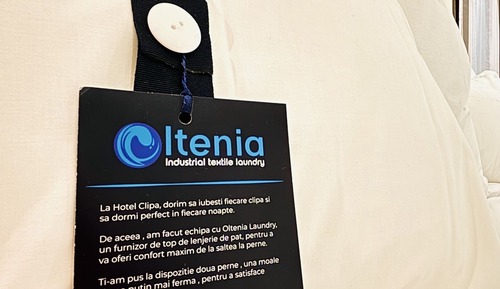 Oltenia
Industrial textile laundry
La Hotel Clipa, dorim sa iubesti fiecare clipa si
sa dormi perfect in fiecare noapte.
De aceea , am facut echipa cu Oltenia Laundry,
un furnizor de top de lenjerie de pat, pentru a
va oferi confort maxim de la saltea la perne.
Ti-am pus la dispozitie doua perne , una moale
putin mai ferma , pentru a satisface